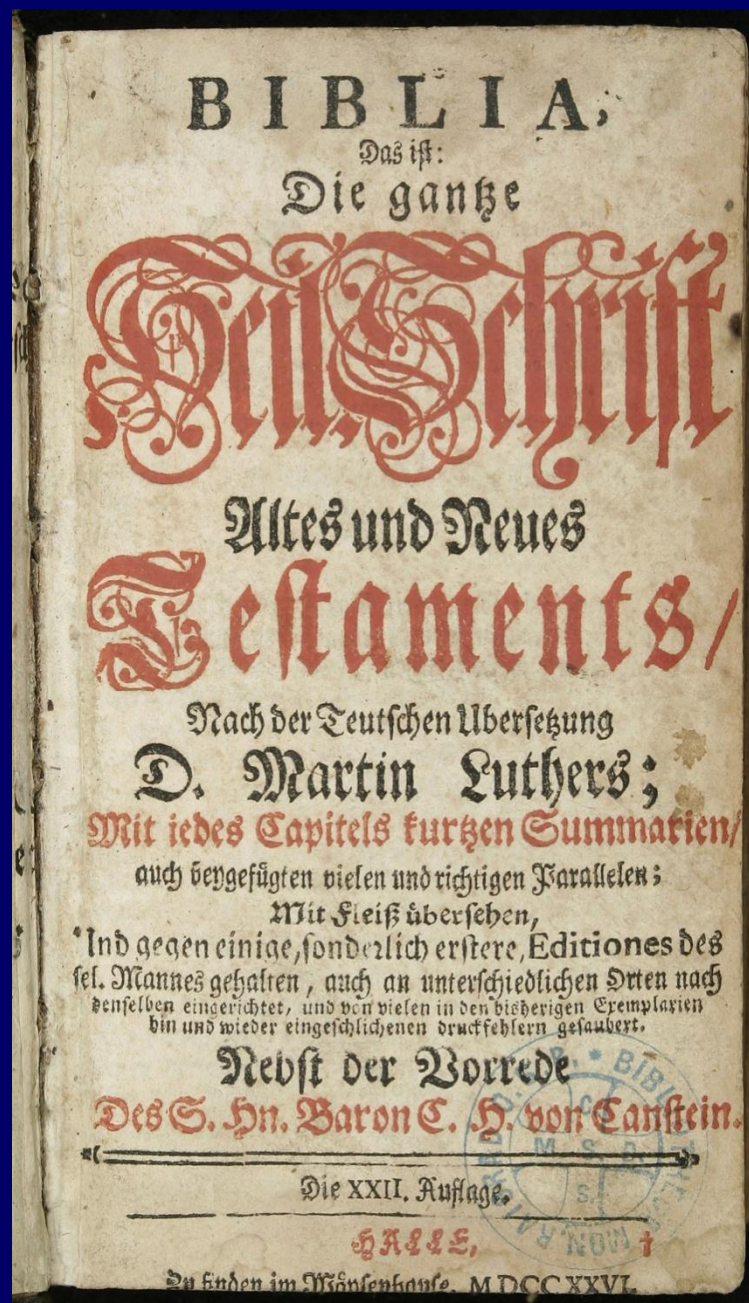 BIBLIA,
Das ist:
Die gantze
Heil. Schrift
Altes und Neues
Testaments/
Nach der Teutschen Ubersetzung
D. Martin Luthers;
Mit iedes Capitels kurtzen Summarien/
auch beygefügten vielen und richtigen Parallelen;
Mit Fleiß übersehen,
Und gegen einige, sonderlich erstere, Editiones des
sel. Mannes gehalten, auch an unterschiedlichen Orten nach
denselben eingerichtet, und von vielen in den bisherigen Exemplarien
hin und wieder eingeschlichenen druckfehlern gesaubert.
Nebst der Vorrede
Des S. Hn. Baron C. H. von Canstein.
Die XXII. Auflage.
HALLE,
Zu finden im Wäysenhause. MDCCXXVI.